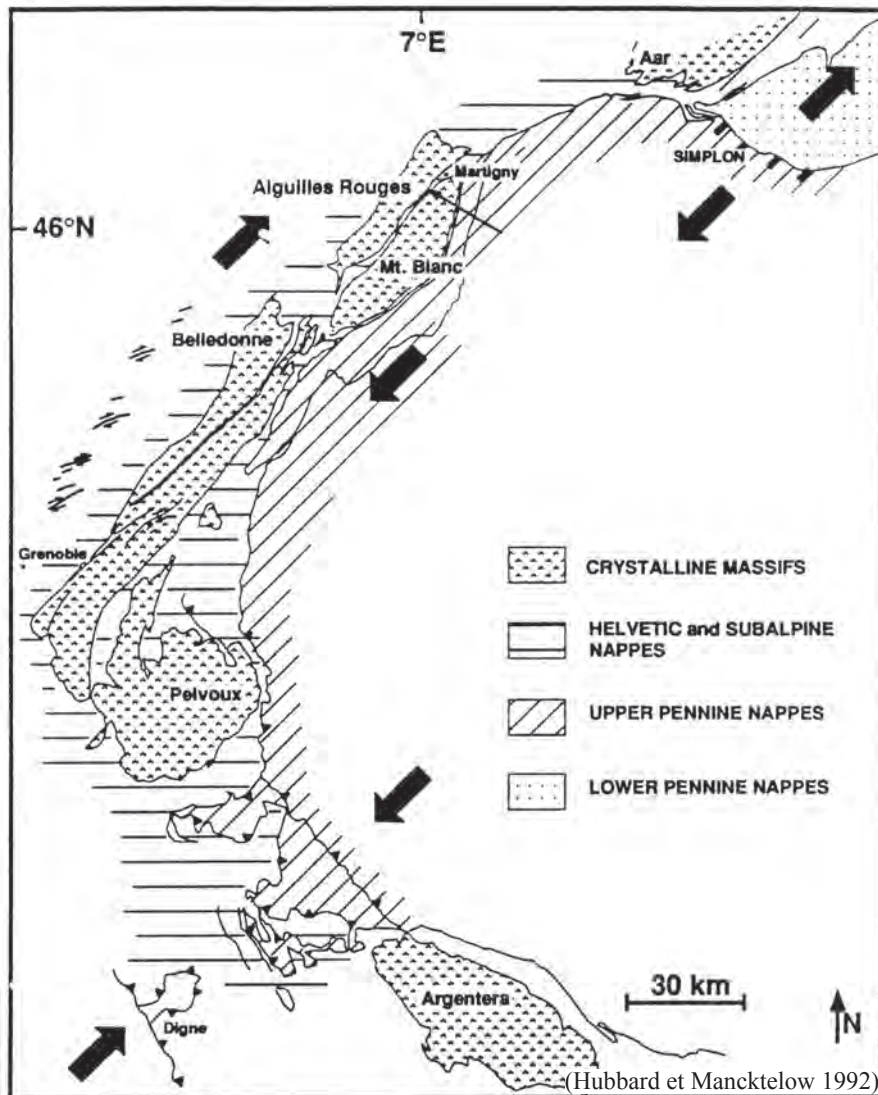 7°E
Aar
SIMPLON
Martigny
Aiguilles Rouges
46°N
Mt. Blanc
Belledonne
Grenoble
CRYSTALLINE MASSIFS
HELVETIC and SUBALPINE
NAPPES
Pelvoux
UPPER PENNINE NAPPES
LOWER PENNINE NAPPES
30 km
Argentera
N
Digne
(Hubbard et Mancktelow 1992)